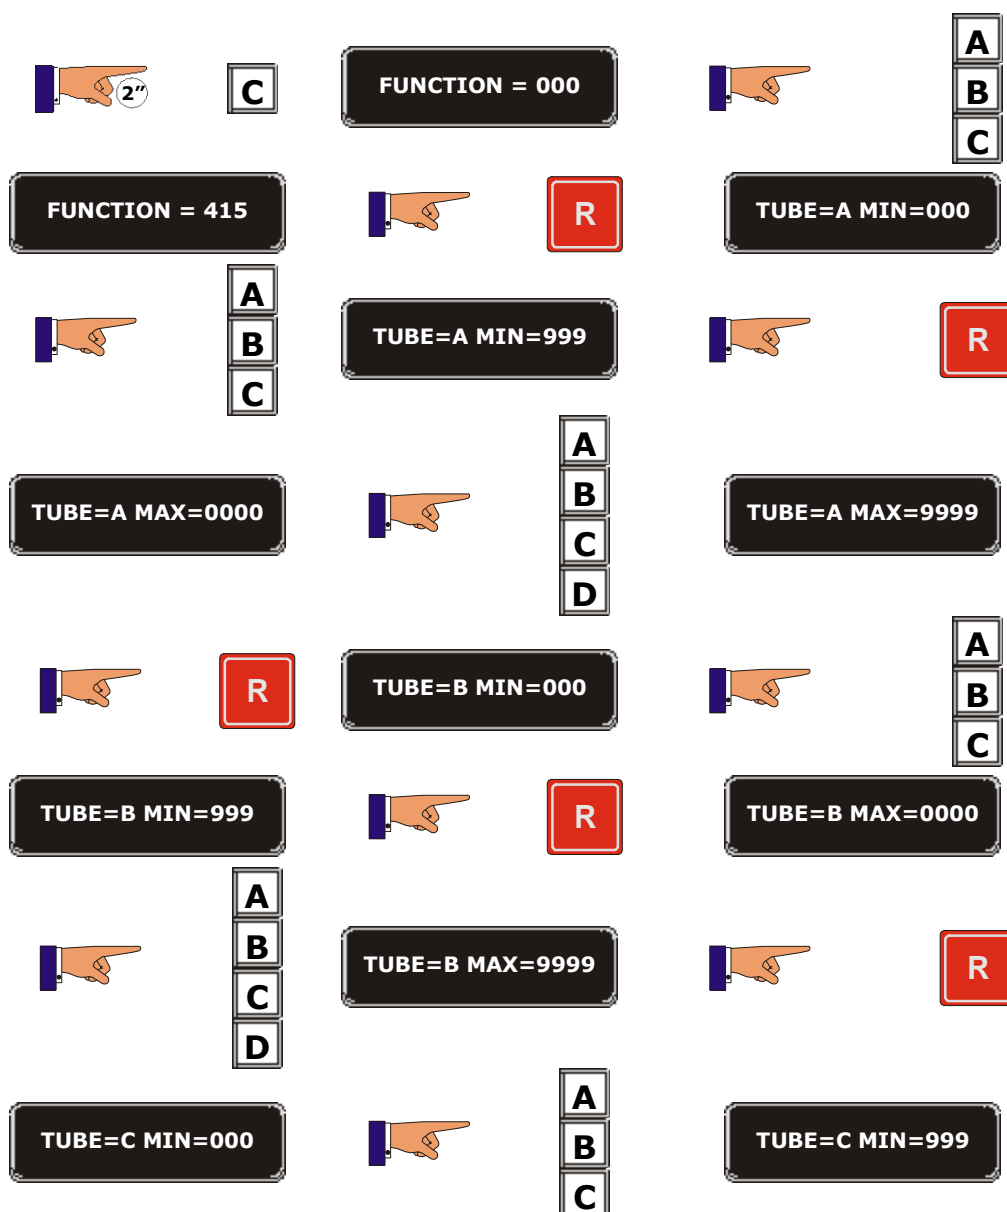 2”
C
FUNCTION = 000
A
B
C
FUNCTION = 415
R
TUBE=A MIN=000
A
B
C
TUBE=A MIN=999
R
TUBE=A MAX=0000
A
B
C
D
TUBE=A MAX=9999
R
TUBE=B MIN=000
A
B
C
TUBE=B MIN=999
R
TUBE=B MAX=0000
A
B
C
D
TUBE=B MAX=9999
R
TUBE=C MIN=000
A
B
C
TUBE=C MIN=999